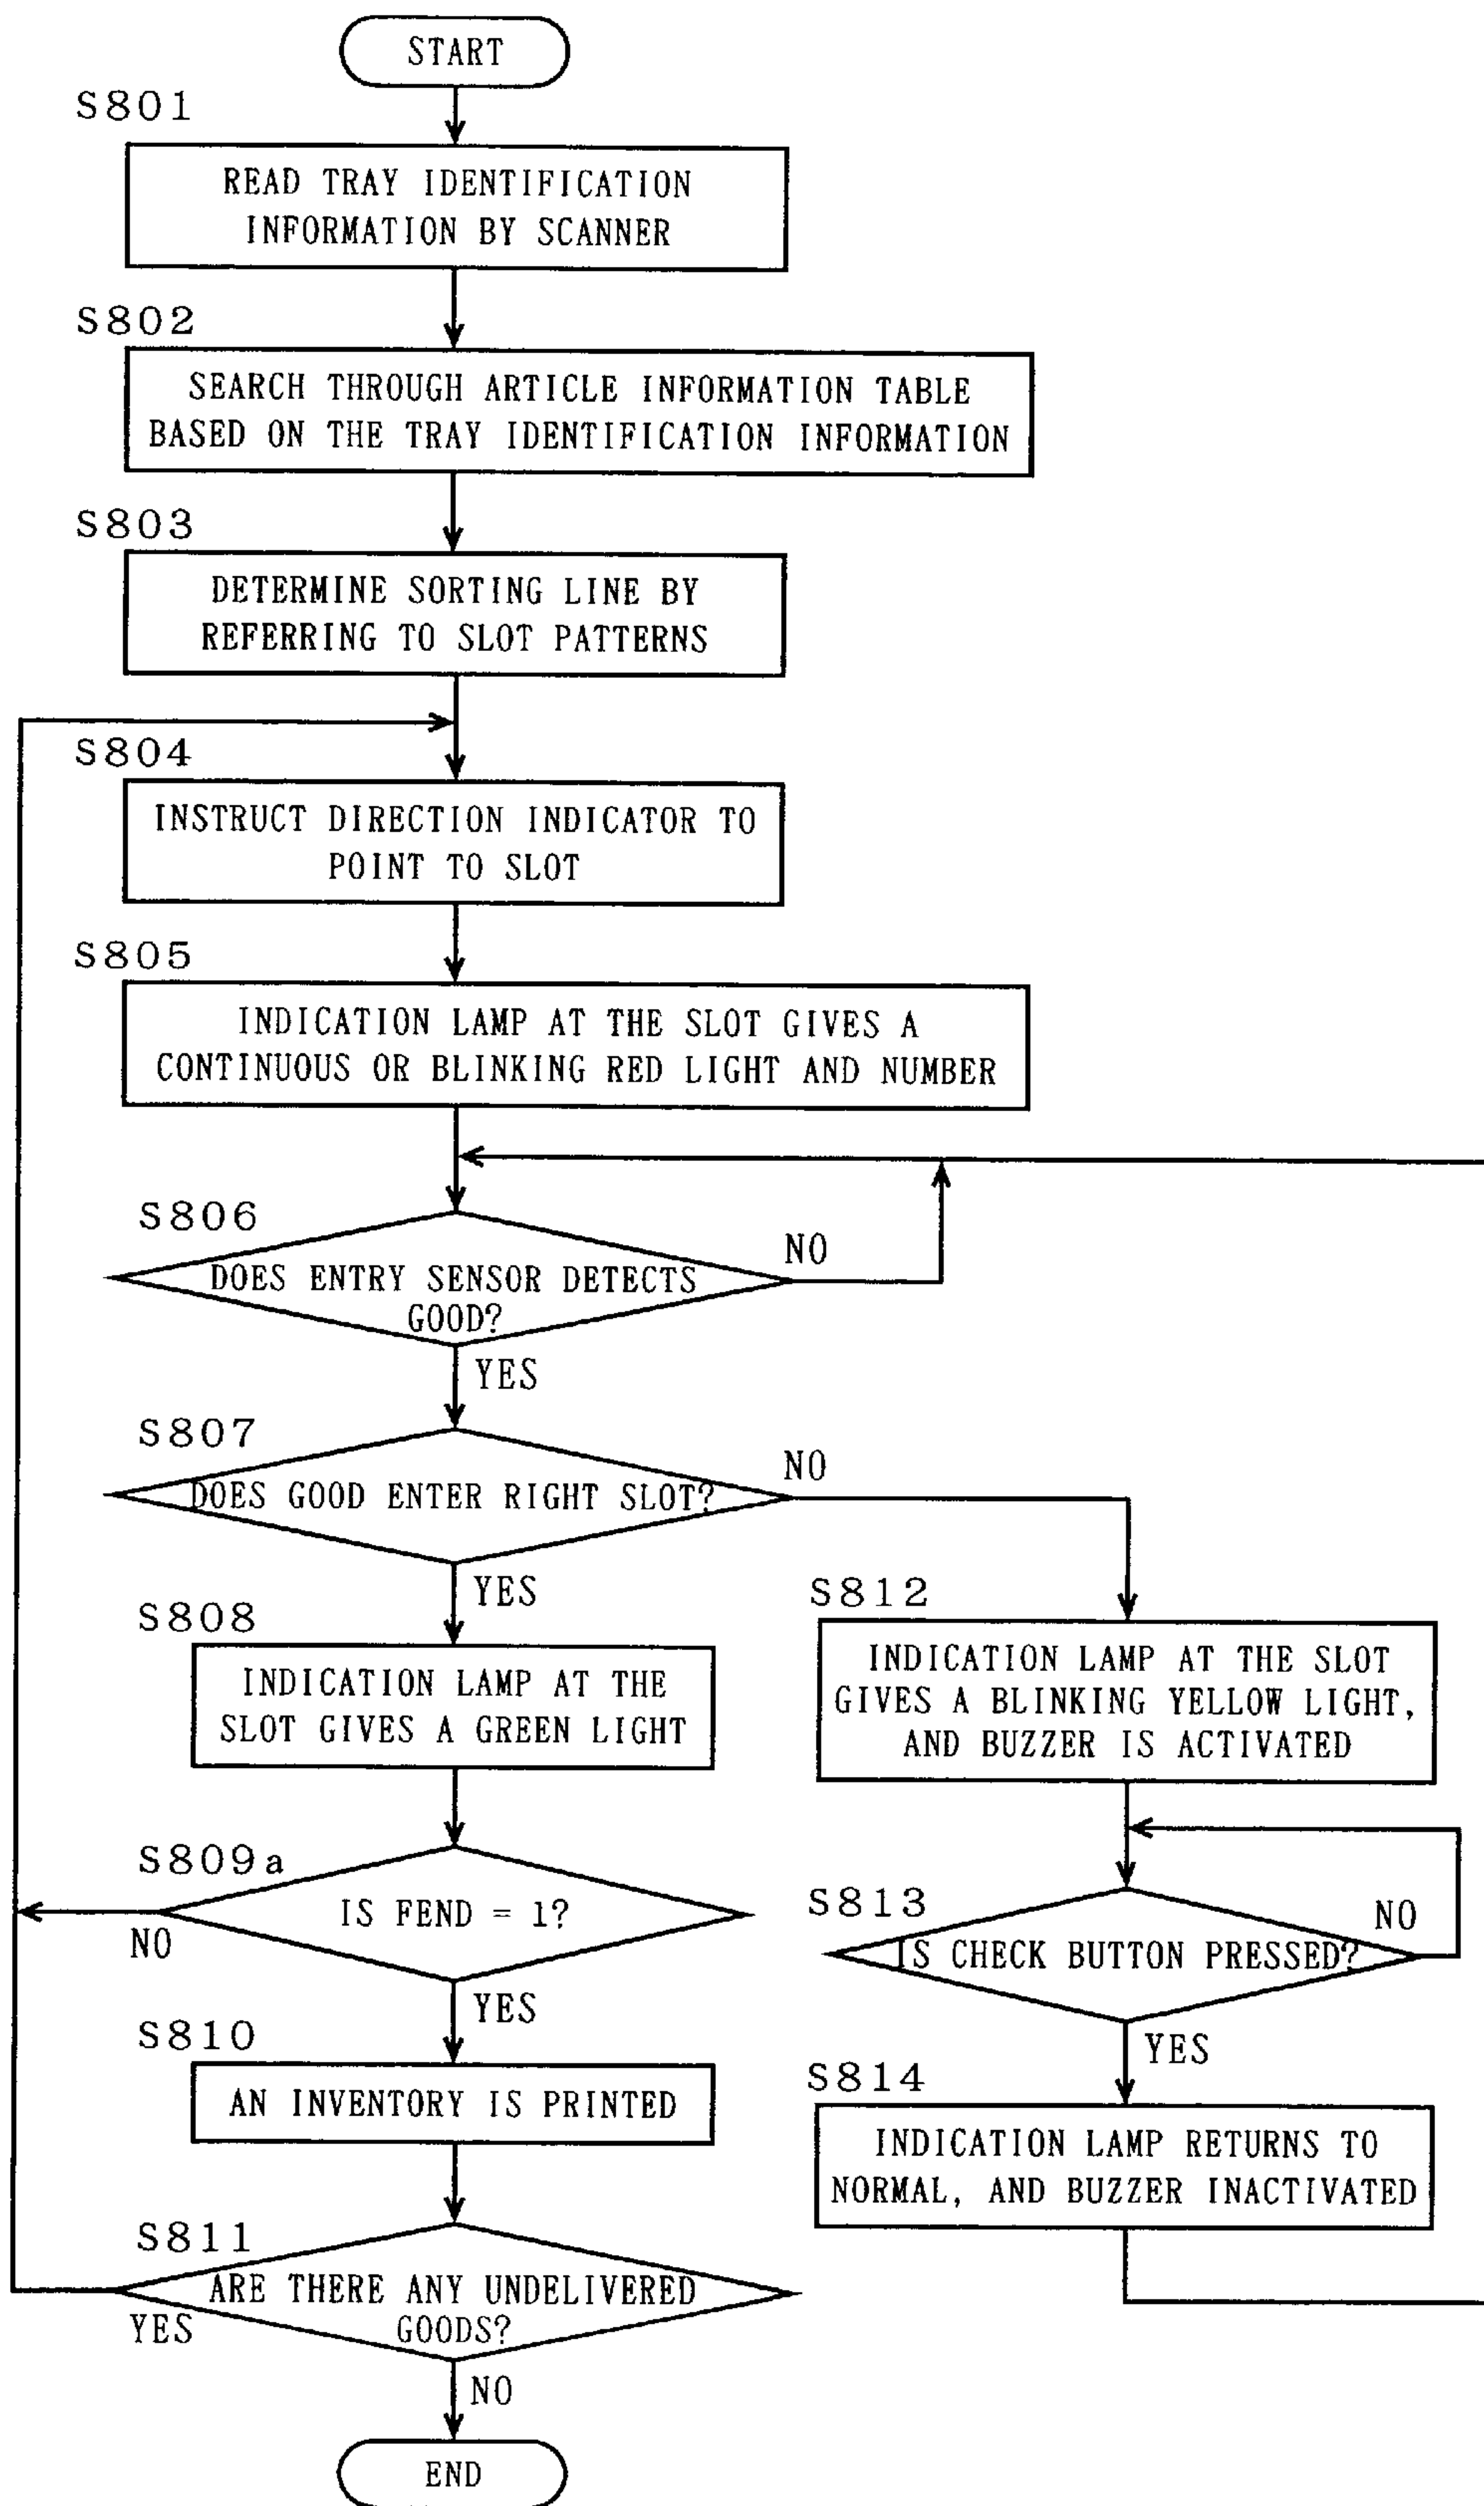 START
S801
READ TRAY IDENTIFICATION
INFORMATION BY SCANNER
S802
SEARCH THROUGH ARTICLE INFORMATION TABLE
BASED ON THE TRAY IDENTIFICATION INFORMATION
S803
DETERMINE SORTING LINE BY
REFERRING TO SLOT PATTERNS
S804
INSTRUCT DIRECTION INDICATOR TO
POINT TO SLOT
S805
INDICATION LAMP AT THE SLOT GIVES A
CONTINUOUS OR BLINKING RED LIGHT AND NUMBER
S806
DOES ENTRY SENSOR DETECTS
GOOD?
NO
YES
S807
DOES GOOD ENTER RIGHT SLOT?
NO
YES
S808
INDICATION LAMP AT THE
SLOT GIVES A GREEN LIGHT
S809a
IS FEND = 1?
NO
YES
S810
AN INVENTORY IS PRINTED
S811
ARE THERE ANY UNDELIVERED
GOODS?
YES
NO
END
S812
INDICATION LAMP AT THE SLOT
GIVES A BLINKING YELLOW LIGHT,
AND BUZZER IS ACTIVATED
S813
IS CHECK BUTTON PRESSED?
NO
YES
S814
INDICATION LAMP RETURNS TO
NORMAL, AND BUZZER INACTIVATED